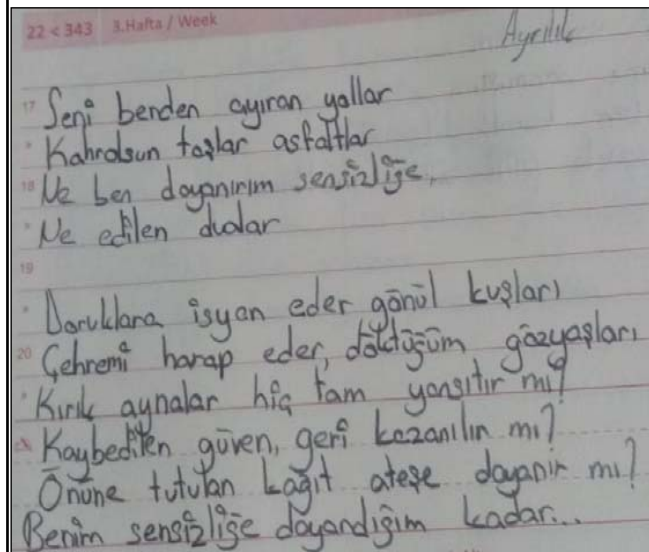 22 < 343 3.Hafta / Week
Ayrılık
17 Seni benden ayıran yollar
Kahrolsun taşlar asfaltlar
18 Ne ben dayanırım sensizliğe,
Ne edilen dualar
19
Doruklara isyan eder gönül kuşları
20 Çehremi harap eder, döktüğüm gözyaşları
Kırık aynalar hiç tam yansıtır mı?
Kaybedilen güven, geri kazanılır mı?
Önüne tutulan kağıt ateşe dayanır mı?
Benim sensizliğe dayandığım kadar...